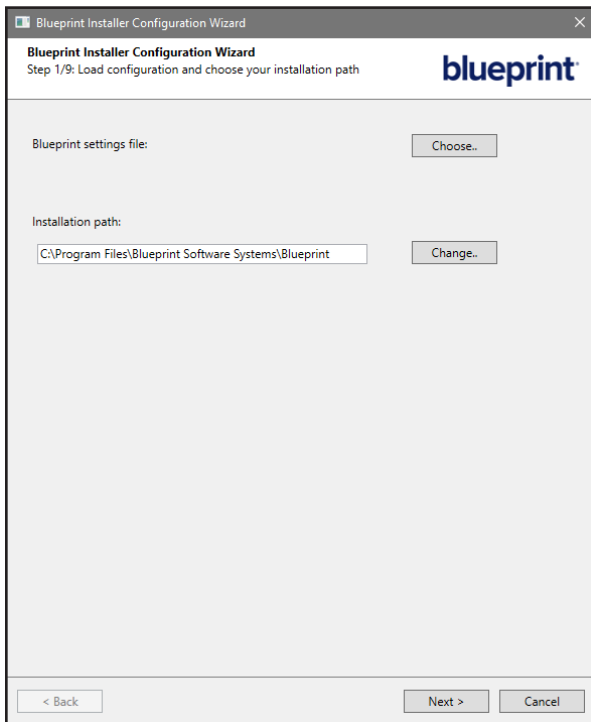 Blueprint Installer Configuration Wizard
Blueprint Installer Configuration Wizard
Step 1/9: Load configuration and choose your installation path
blueprint
Blueprint settings file:
Choose..
Installation path:
C:\Program Files\Blueprint Software Systems\Blueprint
Change..
< Back
Next >
Cancel